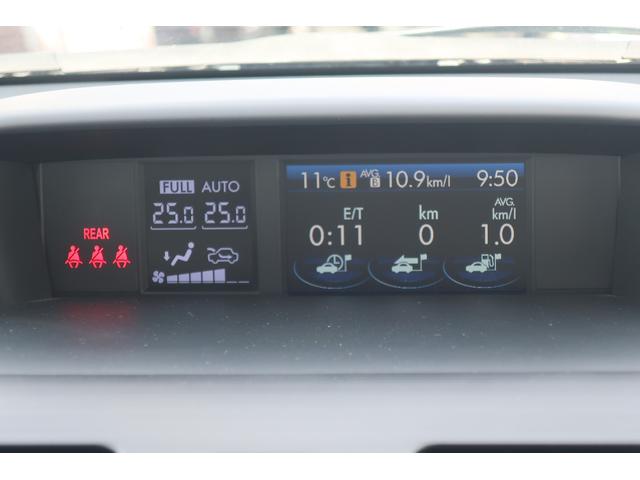 FULL AUTO
25.0 25.0
REAR
11°C i AVG. B 10.9km/l 9:50
E/T km AVG. km/l
0:11 0 1.0